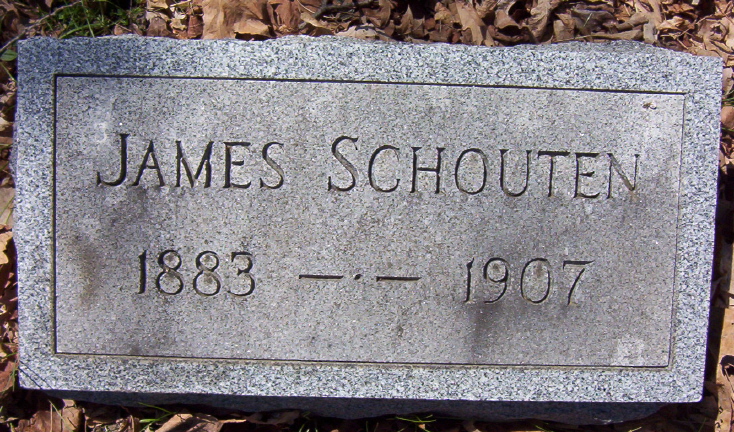 JAMES SCHOUTEN
1883 —·— 1907